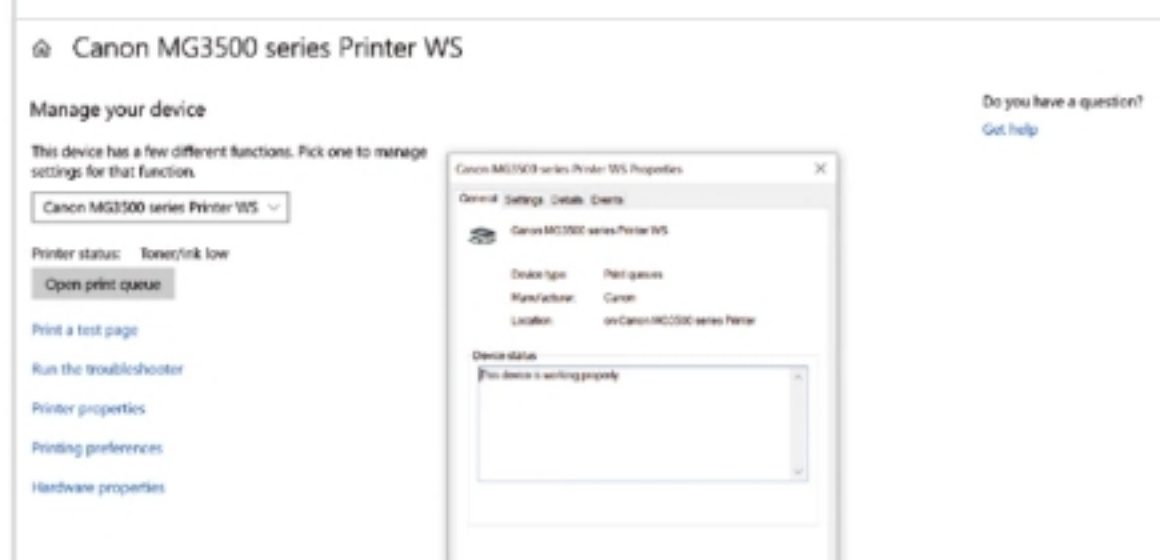 Canon MG3500 series Printer WS
Manage your device
This device has a few different functions. Pick one to manage
settings for that function.
Canon MG3500 series Printer WS
Printer status: Toner/ink low
Open print queue
Print a test page
Run the troubleshooter
Printer properties
Printing preferences
Hardware properties
Do you have a question?
Get help
Canon MG3500 series Printer WS Properties
General Settings Details Events
Canon MG3500 series Printer WS
Device type: Print queues
Manufacturer: Canon
Location: on Canon MG3500 series Printer
Device status
This device is working properly.